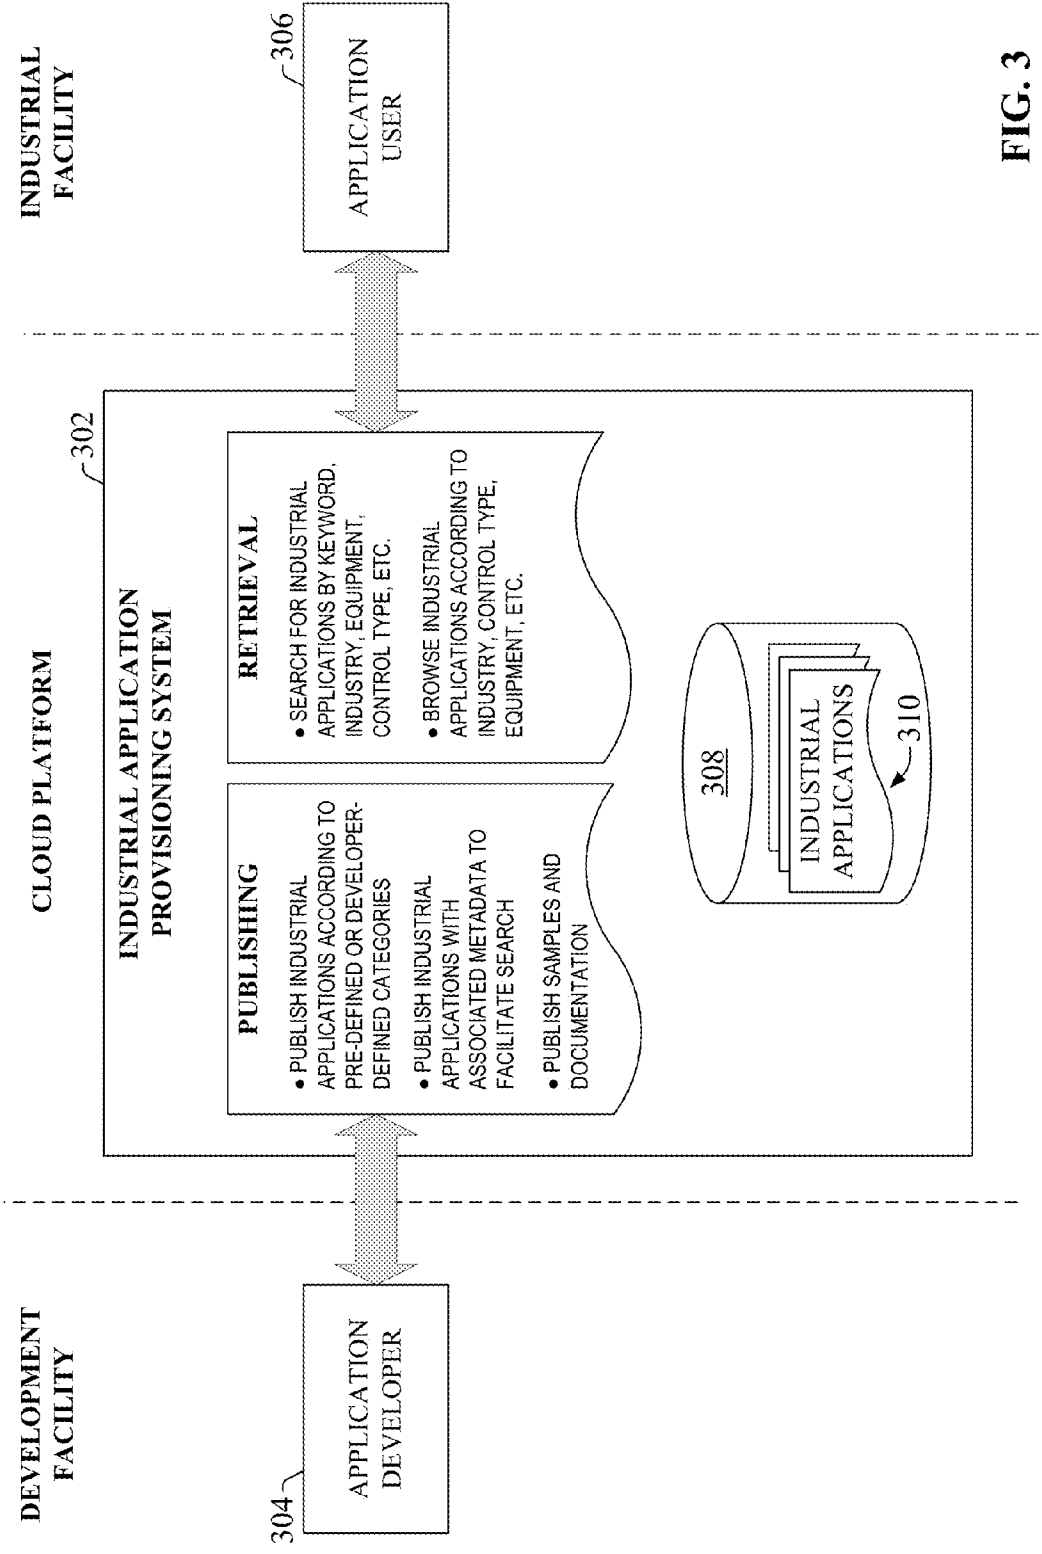 DEVELOPMENT
FACILITY
CLOUD PLATFORM
INDUSTRIAL
FACILITY
302
INDUSTRIAL APPLICATION
PROVISIONING SYSTEM
304
APPLICATION
DEVELOPER
PUBLISHING
• PUBLISH INDUSTRIAL
APPLICATIONS ACCORDING TO
PRE-DEFINED OR DEVELOPER-
DEFINED CATEGORIES
• PUBLISH INDUSTRIAL
APPLICATIONS WITH
ASSOCIATED METADATA TO
FACILITATE SEARCH
• PUBLISH SAMPLES AND
DOCUMENTATION
RETRIEVAL
• SEARCH FOR INDUSTRIAL
APPLICATIONS BY KEYWORD,
INDUSTRY, EQUIPMENT,
CONTROL TYPE, ETC.
• BROWSE INDUSTRIAL
APPLICATIONS ACCORDING TO
INDUSTRY, CONTROL TYPE,
EQUIPMENT, ETC.
306
APPLICATION
USER
308
INDUSTRIAL
APPLICATIONS
310
FIG. 3